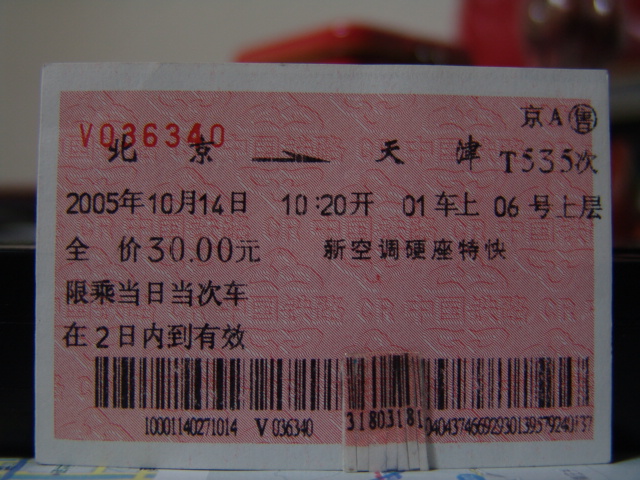 京A 售
V036340
北 京 天 津 T535次
2005年10月14日 10:20开 01车上 06号上层
全 价30.00元 新空调硬座特快
限乘当日当次车
在2日内到有效
10001140271014 V 036340
31803181